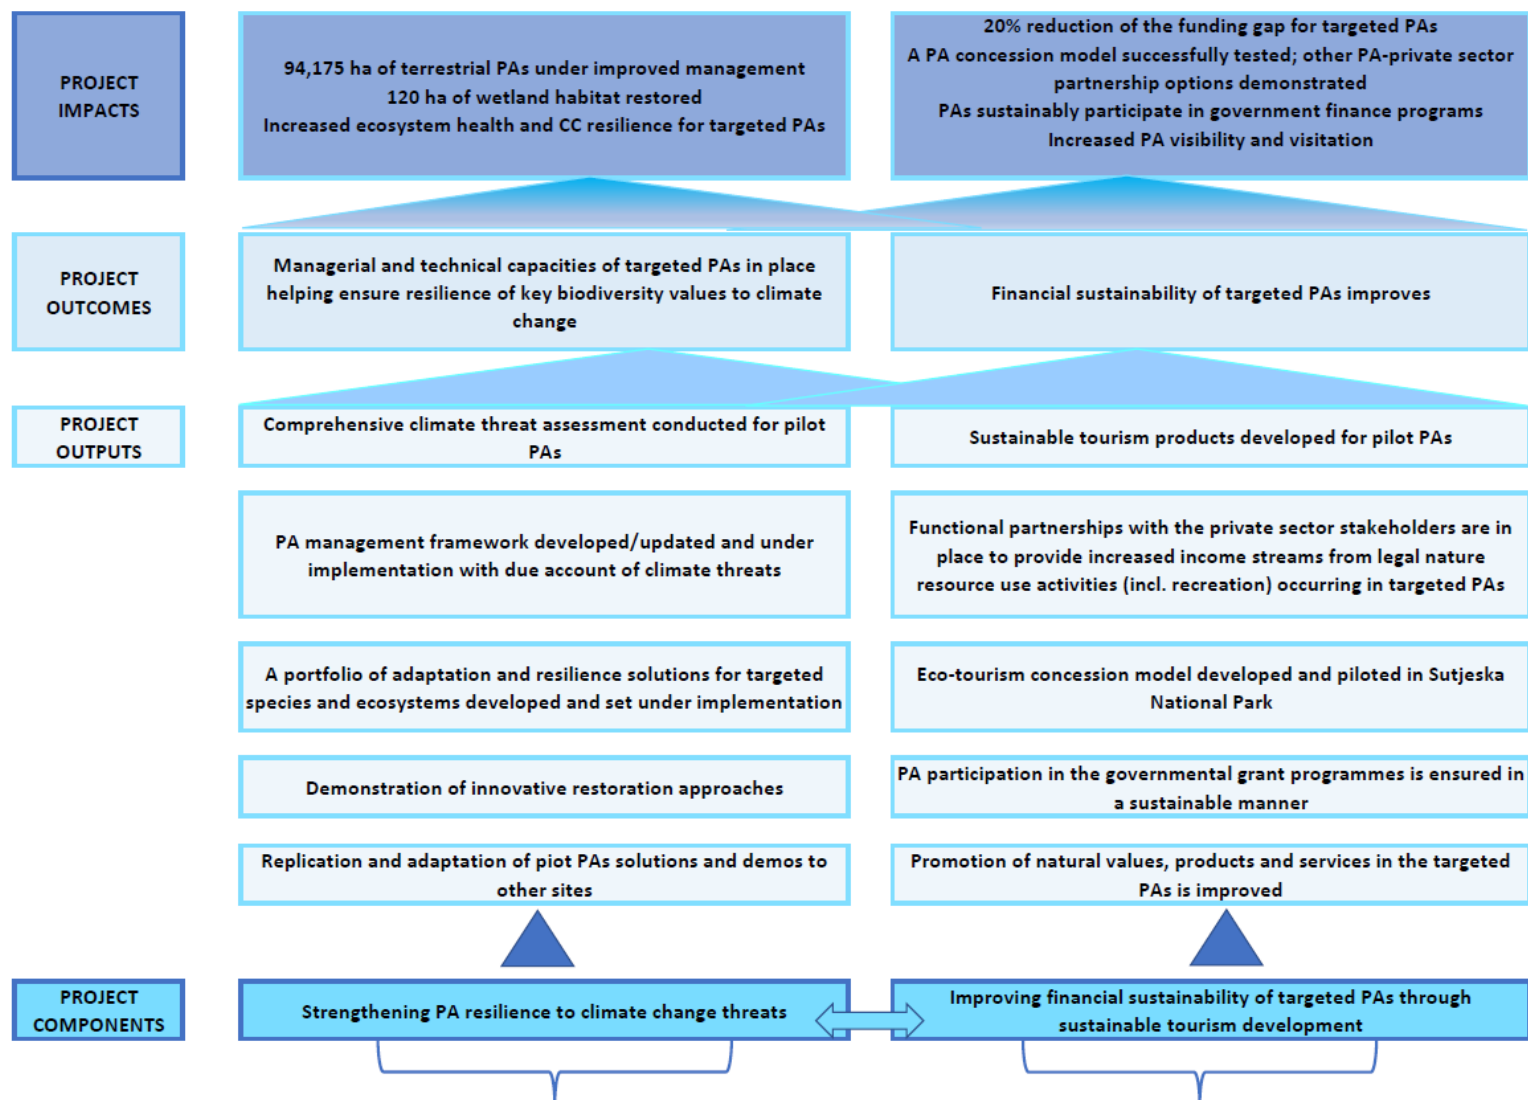 PROJECT
IMPACTS
94,175 ha of terrestrial PAs under improved management
120 ha of wetland habitat restored
Increased ecosystem health and CC resilience for targeted PAs
20% reduction of the funding gap for targeted PAs
A PA concession model successfully tested; other PA-private sector
partnership options demonstrated
PAs sustainably participate in government finance programs
Increased PA visibility and visitation
PROJECT
OUTCOMES
Managerial and technical capacities of targeted PAs in place
helping ensure resilience of key biodiversity values to climate
change
Financial sustainability of targeted PAs improves
PROJECT
OUTPUTS
Comprehensive climate threat assessment conducted for pilot
PAs
Sustainable tourism products developed for pilot PAs
PA management framework developed/updated and under
implementation with due account of climate threats
Functional partnerships with the private sector stakeholders are in
place to provide increased income streams from legal nature
resource use activities (incl. recreation) occurring in targeted PAs
A portfolio of adaptation and resilience solutions for targeted
species and ecosystems developed and set under implementation
Eco-tourism concession model developed and piloted in Sutjeska
National Park
Demonstration of innovative restoration approaches
PA participation in the governmental grant programmes is ensured in
a sustainable manner
Replication and adaptation of piot PAs solutions and demos to
other sites
Promotion of natural values, products and services in the targeted
PAs is improved
PROJECT
COMPONENTS
Strengthening PA resilience to climate change threats
Improving financial sustainability of targeted PAs through
sustainable tourism development